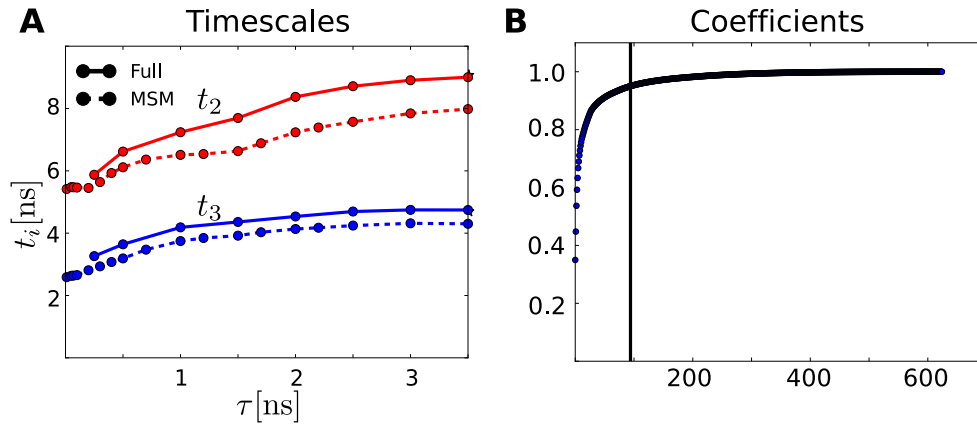 A Timescales
Full
MSM
t₂
t₃
tᵢ[ns]
8
6
4
2
1 2 3
τ[ns]
B Coefficients
1.0
0.8
0.6
0.4
0.2
200 400 600